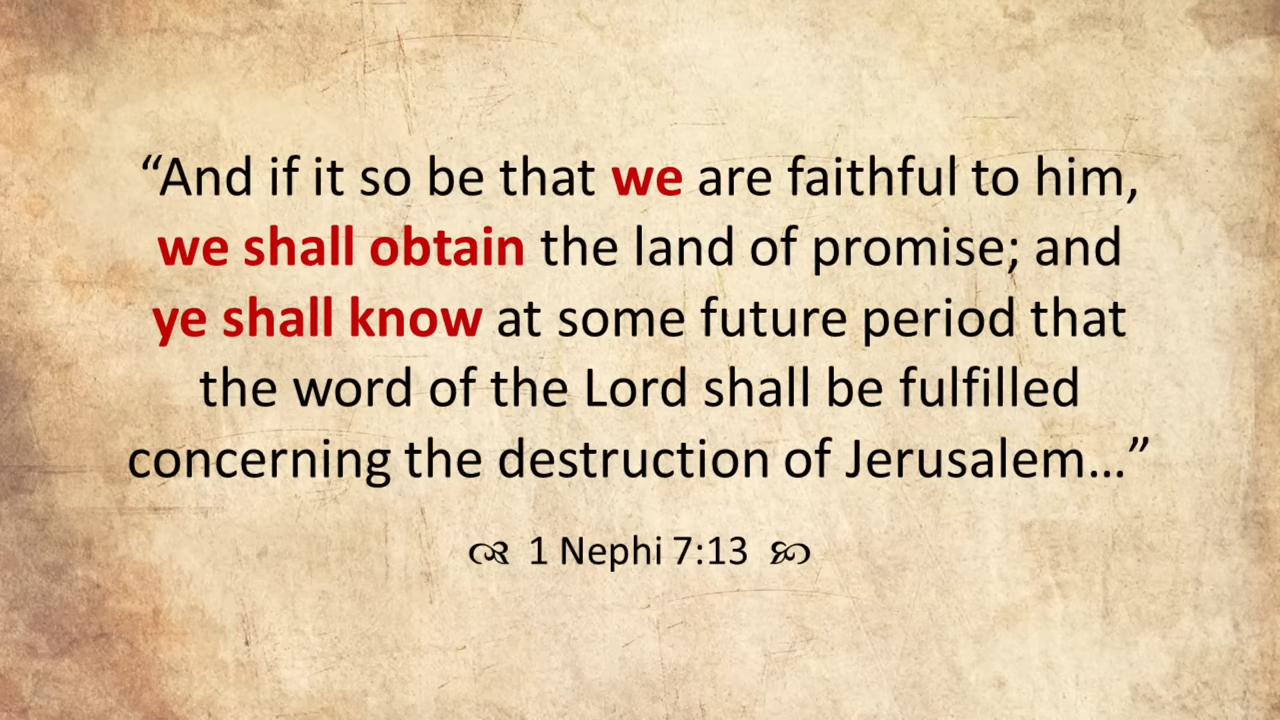 “And if it so be that we are faithful to him,
we shall obtain the land of promise; and
ye shall know at some future period that
the word of the Lord shall be fulfilled
concerning the destruction of Jerusalem…”
1 Nephi 7:13